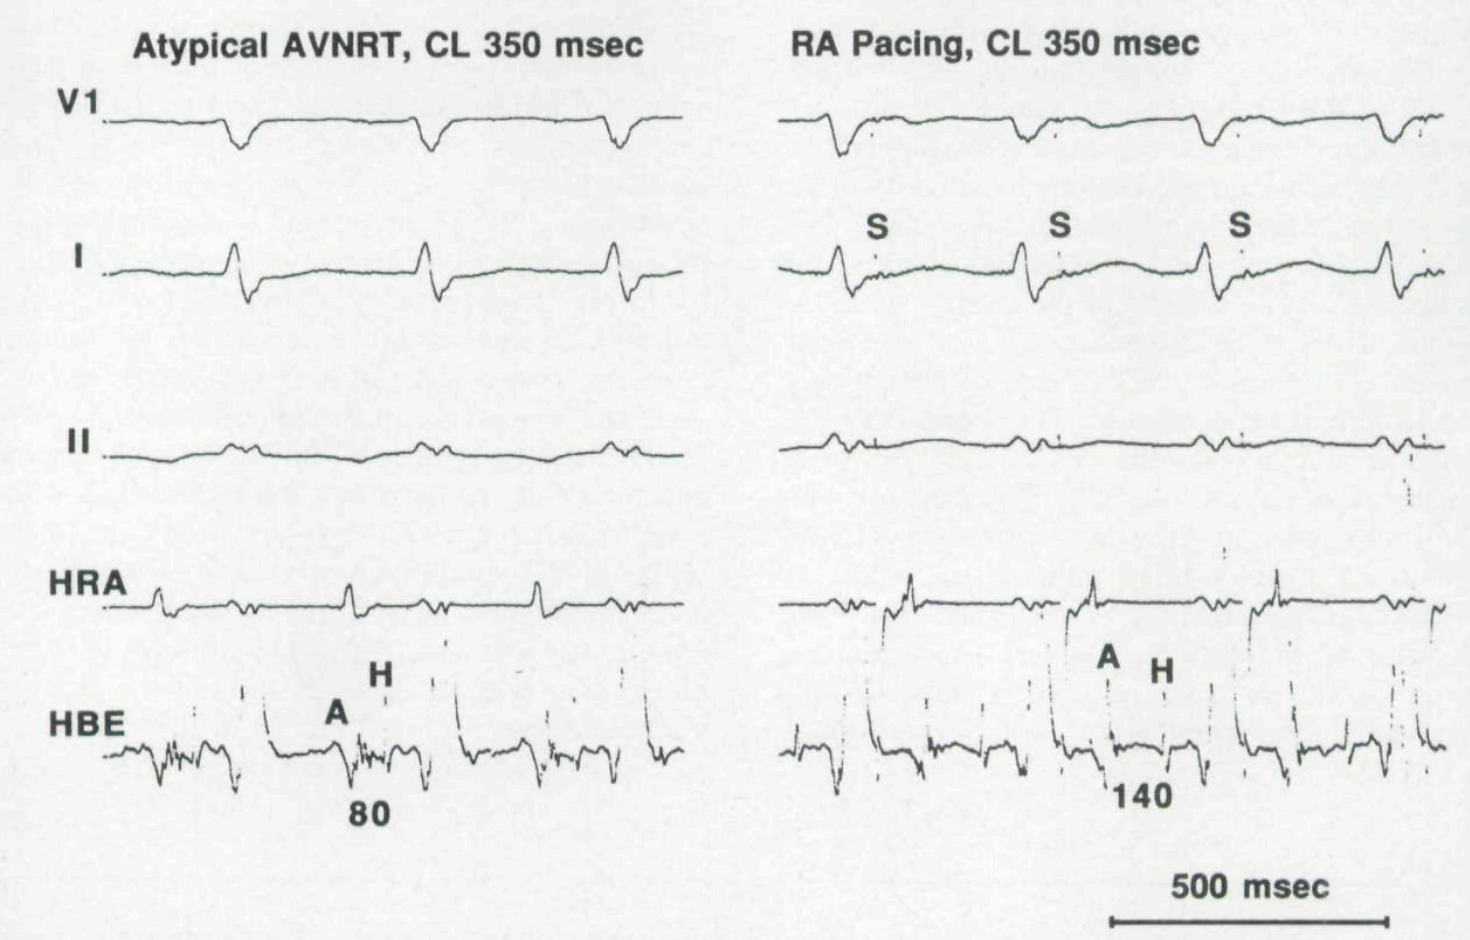 Atypical AVNRT, CL 350 msec
RA Pacing, CL 350 msec
V1
I
S S S
II
HRA
HBE
A
H
80
A
H
140
500 msec